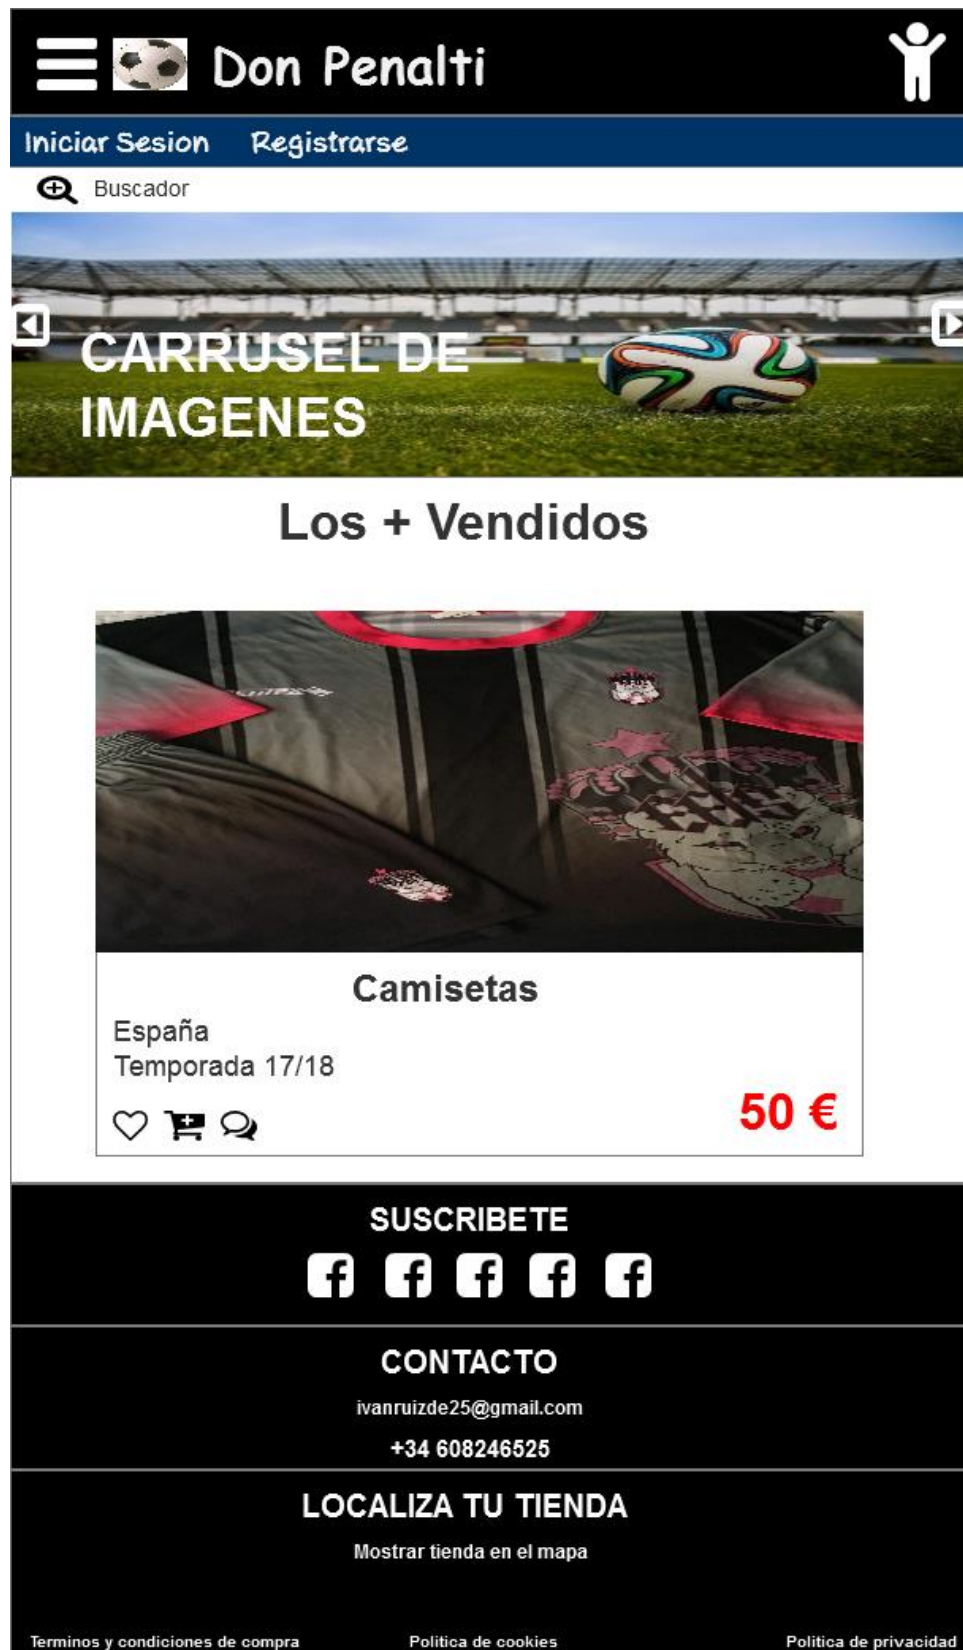 Don Penalti
Iniciar Sesion Registrarse
Buscador
CARRUSEL DE
IMAGENES
Los + Vendidos
Camisetas
España
Temporada 17/18
50 €
SUSCRIBETE
CONTACTO
ivanruizde25@gmail.com
+34 608246525
LOCALIZA TU TIENDA
Mostrar tienda en el mapa
Terminos y condiciones de compra Politica de cookies Politica de privacidad